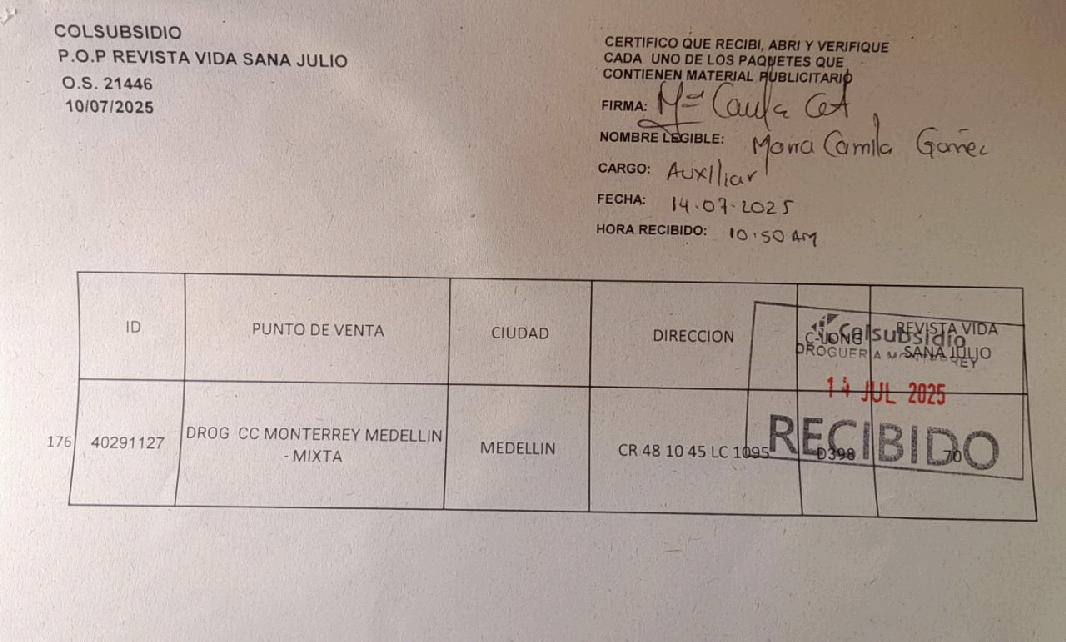 COLSUBSIDIO
P.O.P REVISTA VIDA SANA JULIO
O.S. 21446
10/07/2025
CERTIFICO QUE RECIBI, ABRI Y VERIFIQUE
CADA UNO DE LOS PAQUETES QUE
CONTIENEN MATERIAL PUBLICITARIO
FIRMA:
NOMBRE LEGIBLE: Maria Camila
CARGO: Auxiliar
FECHA: 14.07.2025
HORA RECIBIDO: 10:50 AM
ID
PUNTO DE VENTA
CIUDAD
DIRECCION
REVISTA VIDA
SANA JULIO
Colsubsidio
DROGUERIA MONTERREY
14 JUL 2025
RECIBIDO
176
40291127
DROG CC MONTERREY MEDELLIN
- MIXTA
MEDELLIN
CR 48 10 45 LC 1095
D398
70